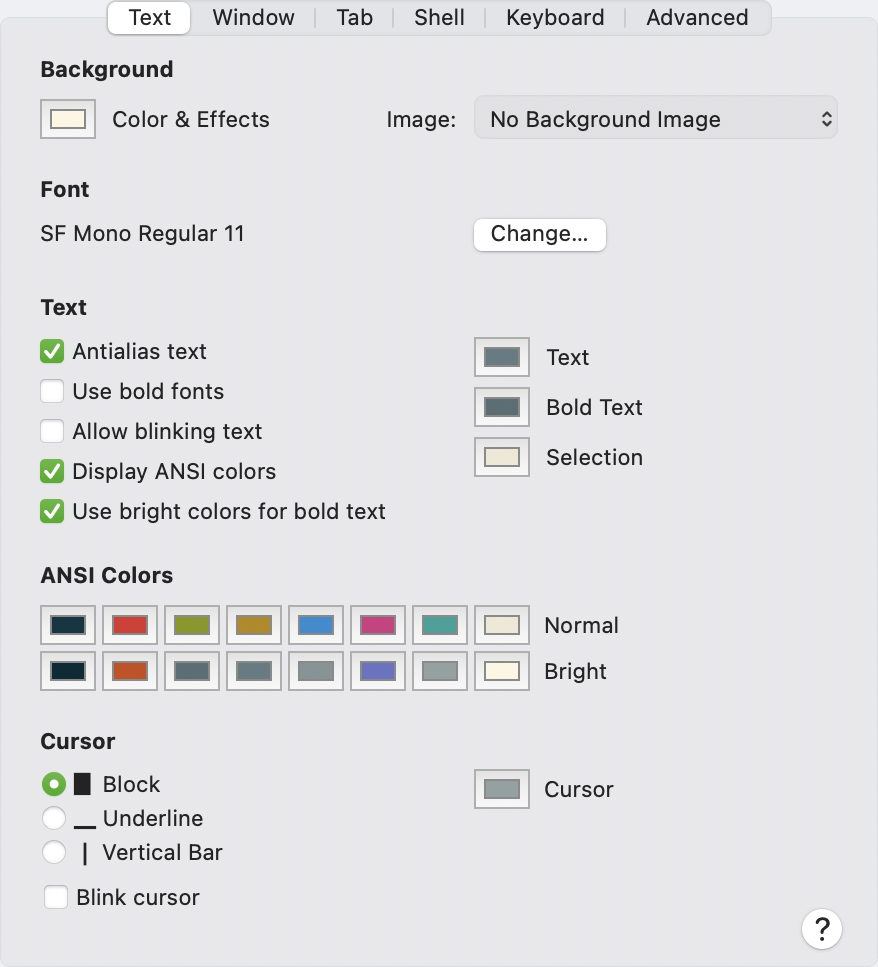 Text Window Tab Shell Keyboard Advanced
Background
Color & Effects Image: No Background Image
Font
SF Mono Regular 11 Change...
Text
Antialias text Text
Use bold fonts Bold Text
Allow blinking text Selection
Display ANSI colors
Use bright colors for bold text
ANSI Colors
Normal
Bright
Cursor
Block Cursor
Underline
Vertical Bar
Blink cursor
?